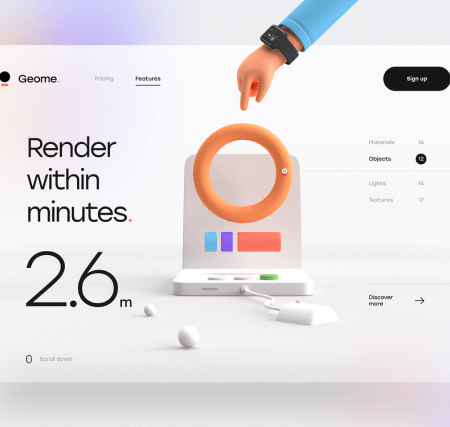 Geome.
Pricing
Features
Sign up
Render
within
minutes.
2.6m
Materials 16
Objects 12
Lights 14
Textures 17
Discover
more
Scroll down